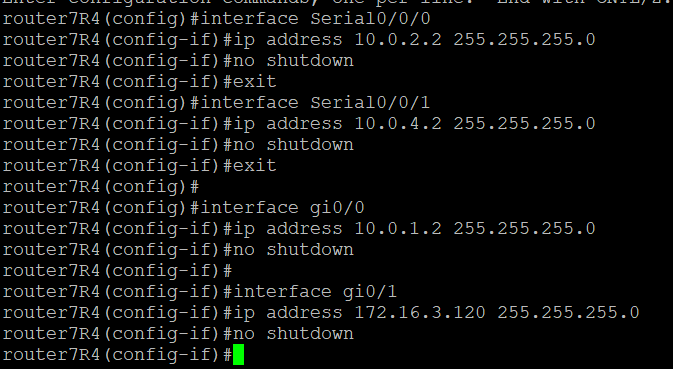 Enter configuration commands, one per line.  End with CNTL/Z.
router7R4(config)#interface Serial0/0/0
router7R4(config-if)#ip address 10.0.2.2 255.255.255.0
router7R4(config-if)#no shutdown
router7R4(config-if)#exit
router7R4(config)#interface Serial0/0/1
router7R4(config-if)#ip address 10.0.4.2 255.255.255.0
router7R4(config-if)#no shutdown
router7R4(config-if)#exit
router7R4(config)#
router7R4(config)#interface gi0/0
router7R4(config-if)#ip address 10.0.1.2 255.255.255.0
router7R4(config-if)#no shutdown
router7R4(config-if)#
router7R4(config-if)#interface gi0/1
router7R4(config-if)#ip address 172.16.3.120 255.255.255.0
router7R4(config-if)#no shutdown
router7R4(config-if)#